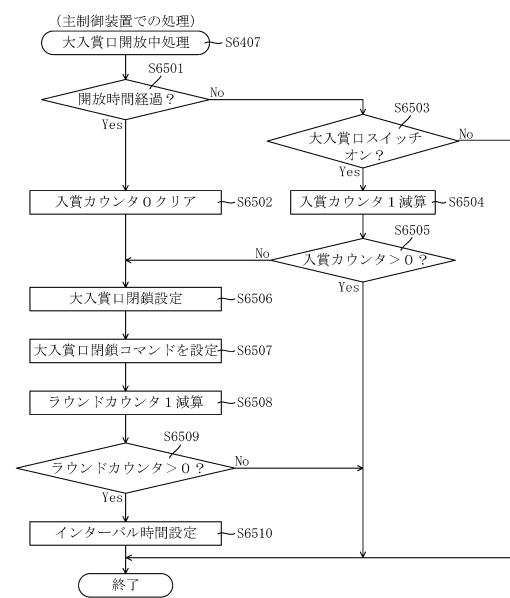 (主制御装置での処理)
大入賞口開放中処理
S6407
S6501
開放時間経過？
No
Yes
S6503
大入賞口スイッチ
オン？
No
Yes
入賞カウンタ０クリア
S6502
入賞カウンタ１減算
S6504
S6505
入賞カウンタ＞０？
No
Yes
大入賞口閉鎖設定
S6506
大入賞口閉鎖コマンドを設定
S6507
ラウンドカウンタ１減算
S6508
S6509
ラウンドカウンタ＞０？
No
Yes
インターバル時間設定
S6510
終了